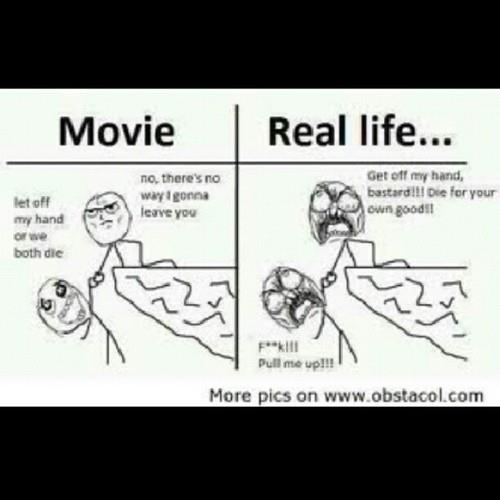 Movie
Real life...
let off
my hand
or we
both die
no, there's no
way I gonna
leave you
Get off my hand,
bastard!!! Die for your
own good!!
F**k!!!
Pull me up!!!
More pics on www.obstacol.com